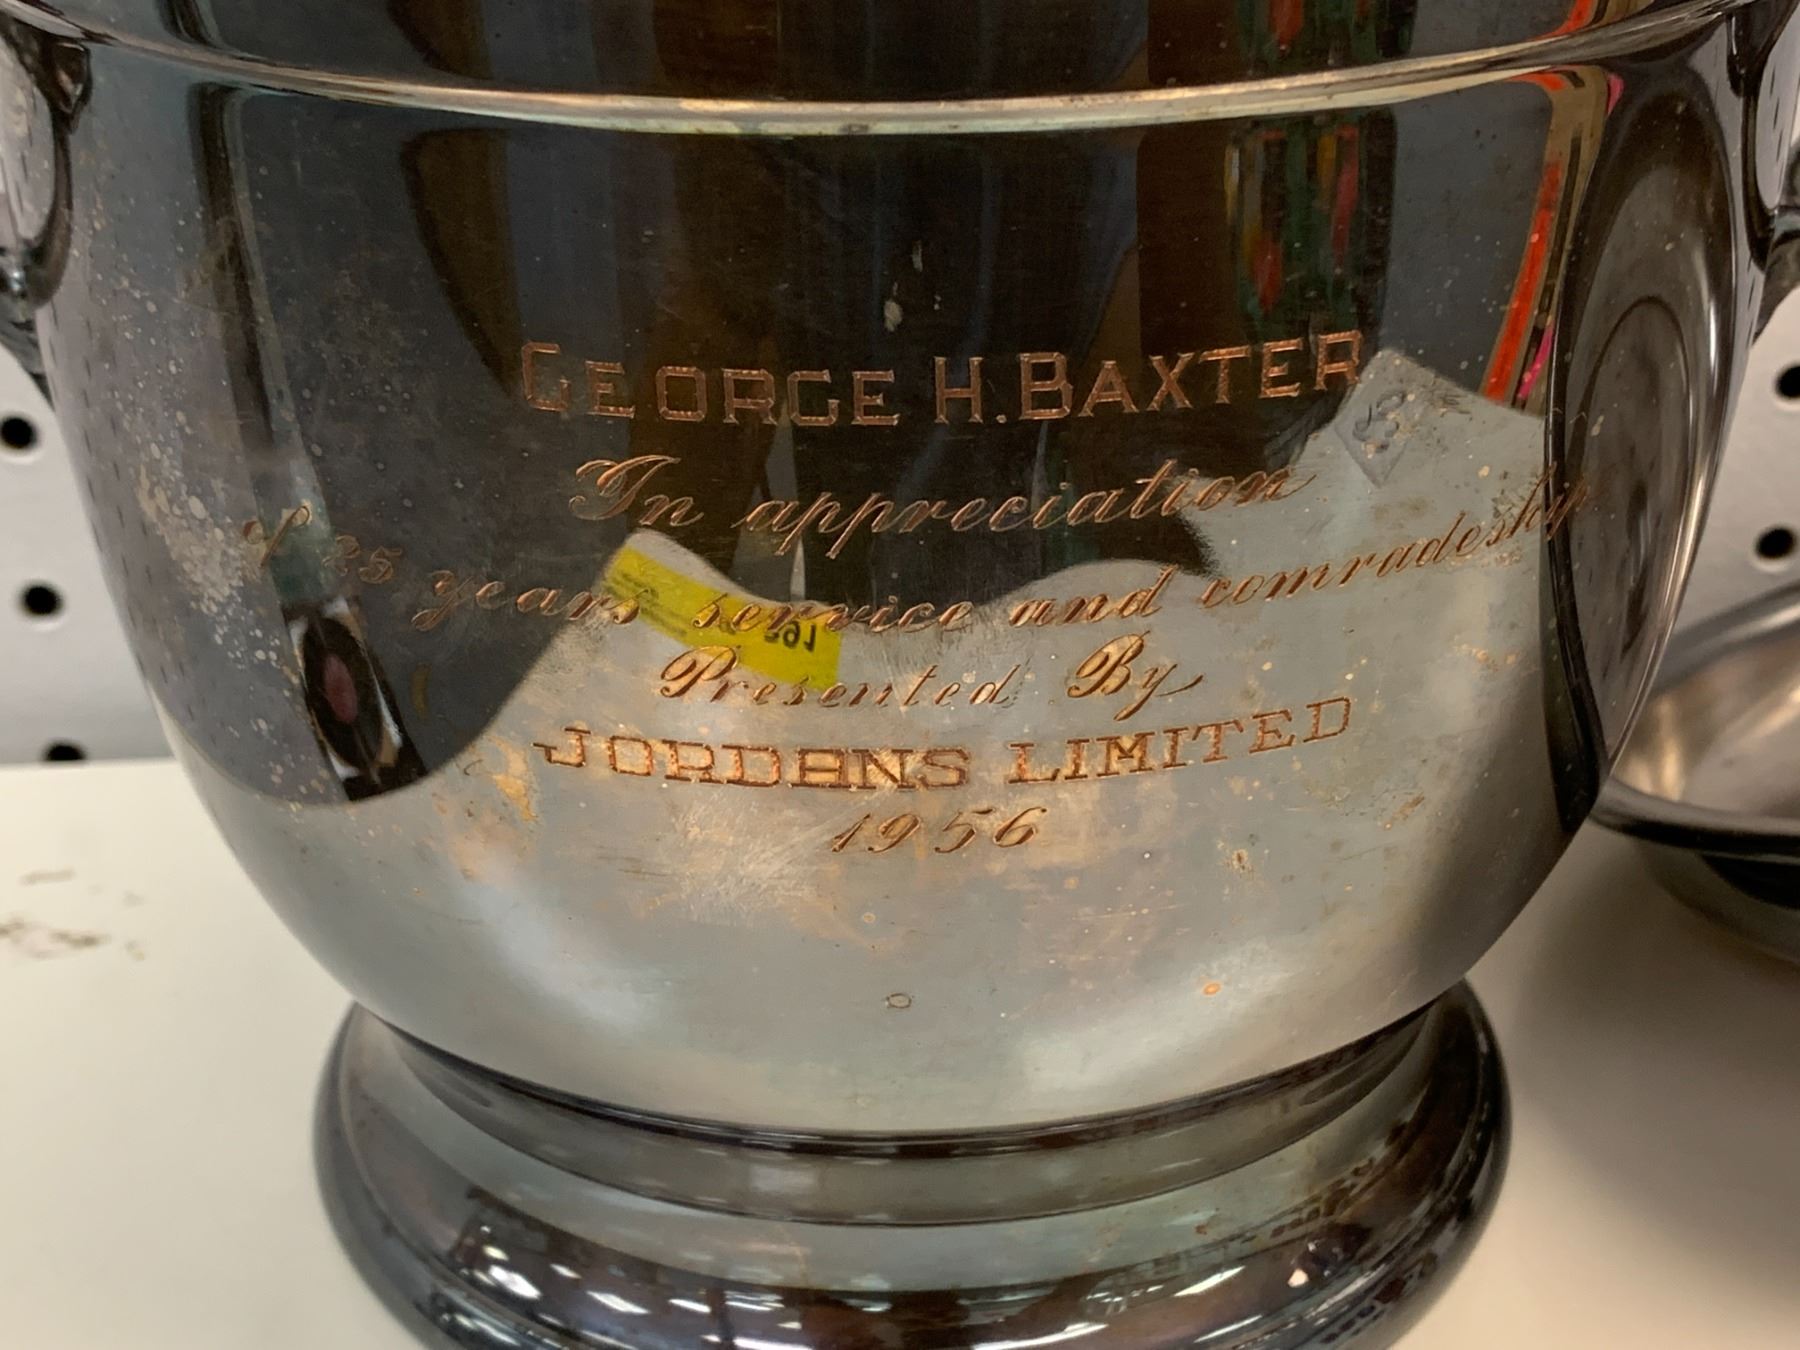 GEORGE H. BAXTER
In appreciation
of 25 years service and comradeship
Presented By
JORDANS LIMITED
1956